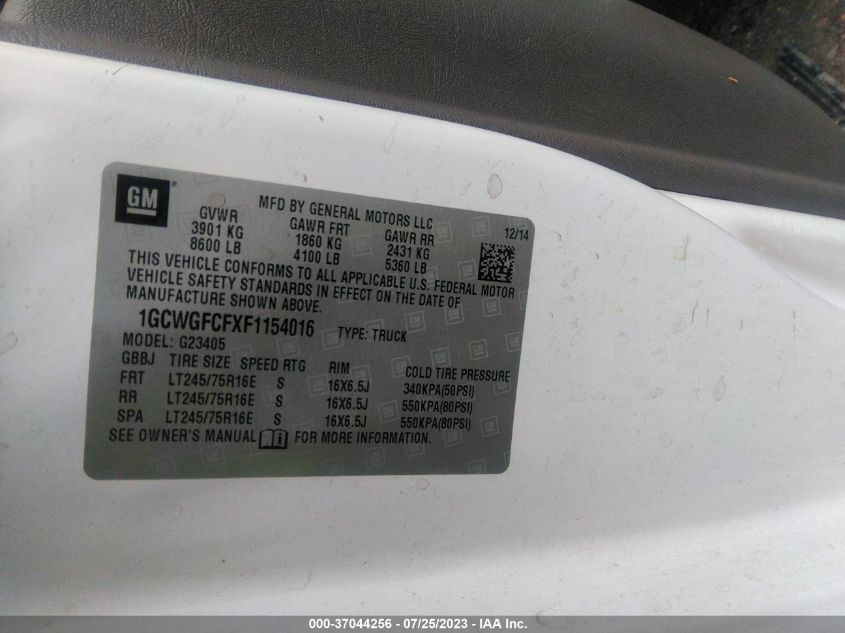 GM
MFD BY GENERAL MOTORS LLC
12/14
GVWR GAWR FRT GAWR RR
3901 KG 1860 KG 2431 KG
8600 LB 4100 LB 5360 LB
THIS VEHICLE CONFORMS TO ALL APPLICABLE U.S. FEDERAL MOTOR
VEHICLE SAFETY STANDARDS IN EFFECT ON THE DATE OF
MANUFACTURE SHOWN ABOVE.
1GCWGFCFXF1154016 TYPE: TRUCK
MODEL: G23405
GBBJ TIRE SIZE SPEED RTG RIM COLD TIRE PRESSURE
FRT LT245/75R16E S 16X6.5J 340KPA(50PSI)
RR LT245/75R16E S 16X6.5J 550KPA(80PSI)
SPA LT245/75R16E S 16X6.5J 550KPA(80PSI)
SEE OWNER'S MANUAL FOR MORE INFORMATION.
000-37044256 - 07/25/2023 - IAA Inc.